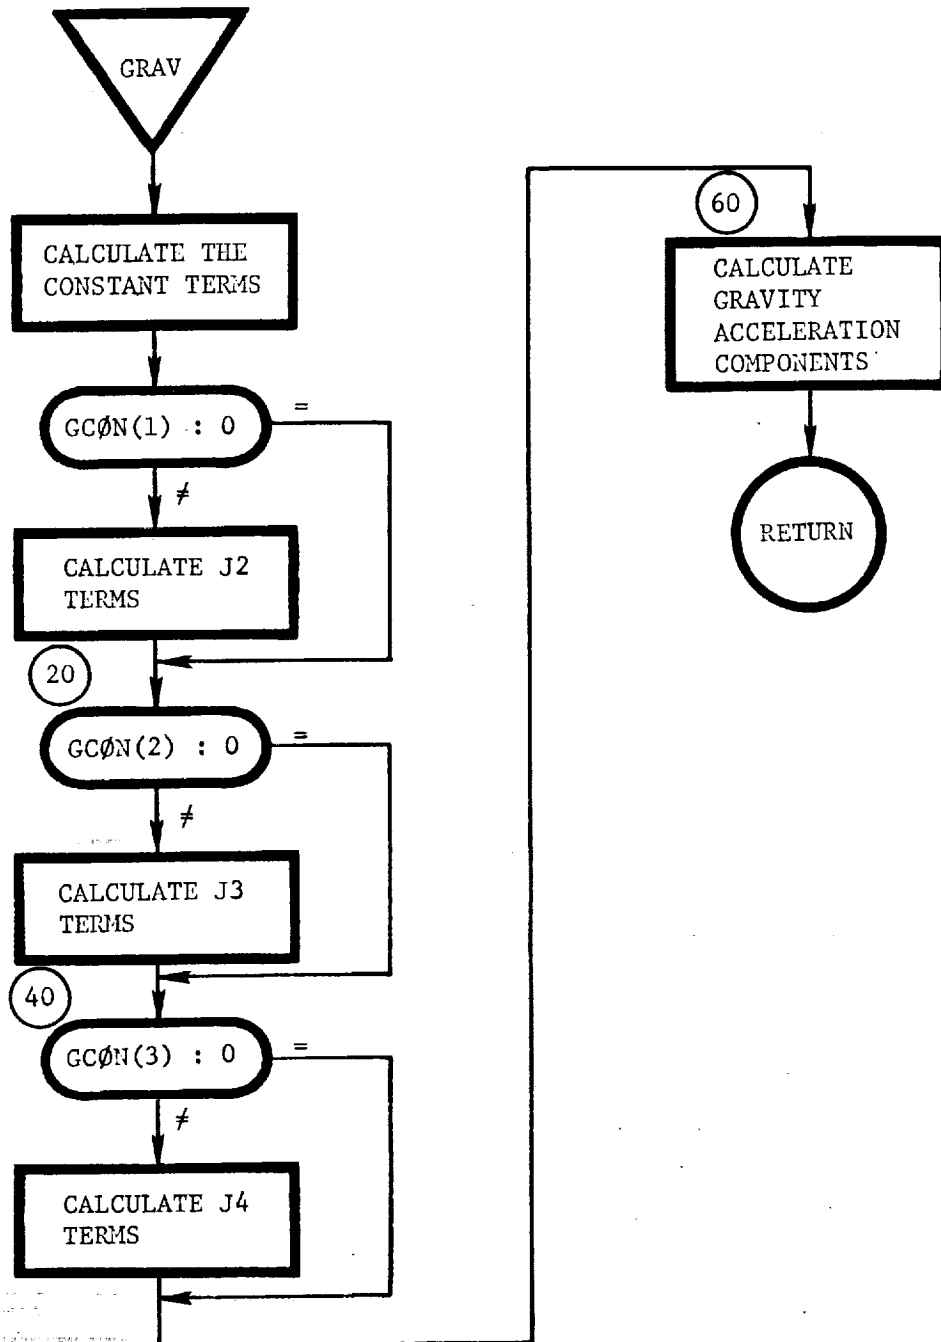 GRAV
CALCULATE THE
CONSTANT TERMS
GCØN(1) : 0
=
≠
CALCULATE J2
TERMS
20
GCØN(2) : 0
=
≠
CALCULATE J3
TERMS
40
GCØN(3) : 0
=
≠
CALCULATE J4
TERMS
60
CALCULATE
GRAVITY
ACCELERATION
COMPONENTS
RETURN